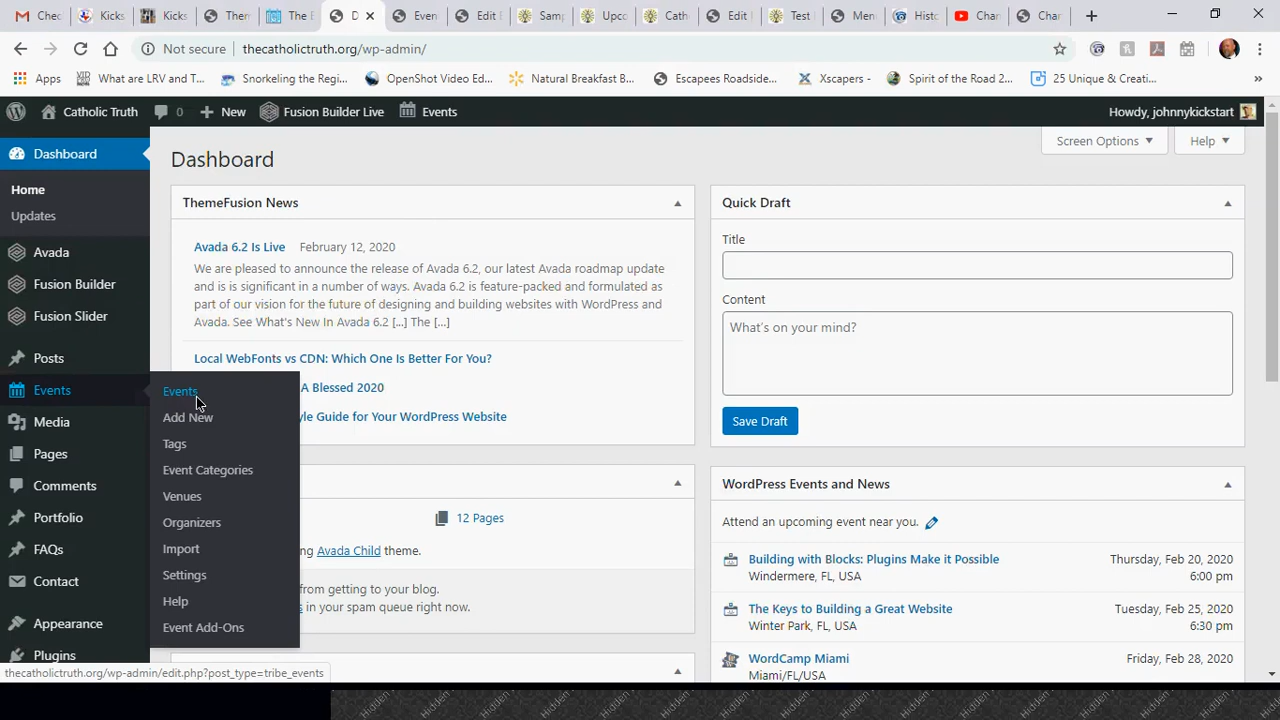 Chec
Kicks
Kicks
Then
The E
D
Even
Edit E
Samp
Upco
Cath
Edit
Test
Men
Histo
Chan
Char
Not secure
thecatholictruth.org/wp-admin/
Apps
What are LRV and T...
Snorkeling the Regi...
OpenShot Video Ed...
Natural Breakfast B...
EscapeeRoadside...
Xscapers -
Spirit of the Road 2...
25 Unique & Creati...
»
Catholic Truth
0
New
Fusion Builder Live
Events
Howdy, johnnykickstart
Dashboard
Home
Updates
Avada
Fusion Builder
Fusion Slider
Posts
Events
Media
Pages
Comments
Portfolio
FAQs
Contact
Appearance
Plugins
Events
Add New
Tags
Event Categories
Venues
Organizers
Import
Settings
Help
Event Add-Ons
Screen Options
Help
Dashboard
ThemeFusion News
Avada 6.2 Is Live February 12, 2020
We are pleased to announce the release of Avada 6.2, our latest Avada roadmap update
and is is significant in a number of ways. Avada 6.2 is feature-packed and formulated as
part of our vision for the future of designing and building websites with WordPress and
Avada. See What's New In Avada 6.2 [...] The [...]
Local WebFonts vs CDN: Which One Is Better For You?
A Blessed 2020
yle Guide for Your WordPress Website
12 Pages
ng Avada Child theme.
from getting to your blog.
s in your spam queue right now.
Quick Draft
Title
Content
What's on your mind?
Save Draft
WordPress Events and News
Attend an upcoming event near you.
Building with Blocks: Plugins Make it Possible
Windermere, FL, USA
Thursday, Feb 20, 2020
6:00 pm
The Keys to Building a Great Website
Winter Park, FL, USA
Tuesday, Feb 25, 2020
6:30 pm
WordCamp Miami
Miami/FL/USA
Friday, Feb 28, 2020
thecatholictruth.org/wp-admin/edit.php?post_type=tribe_events